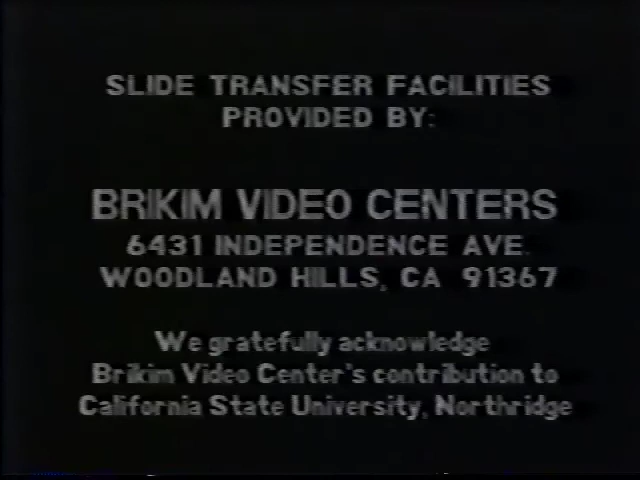 SLIDE TRANSFER FACILITIES
PROVIDED BY:
BRIKIM VIDEO CENTERS
6431 INDEPENDENCE AVE.
WOODLAND HILLS, CA 91367
We gratefully acknowledge
Brikim Video Center's contribution to
California State University, Northridge